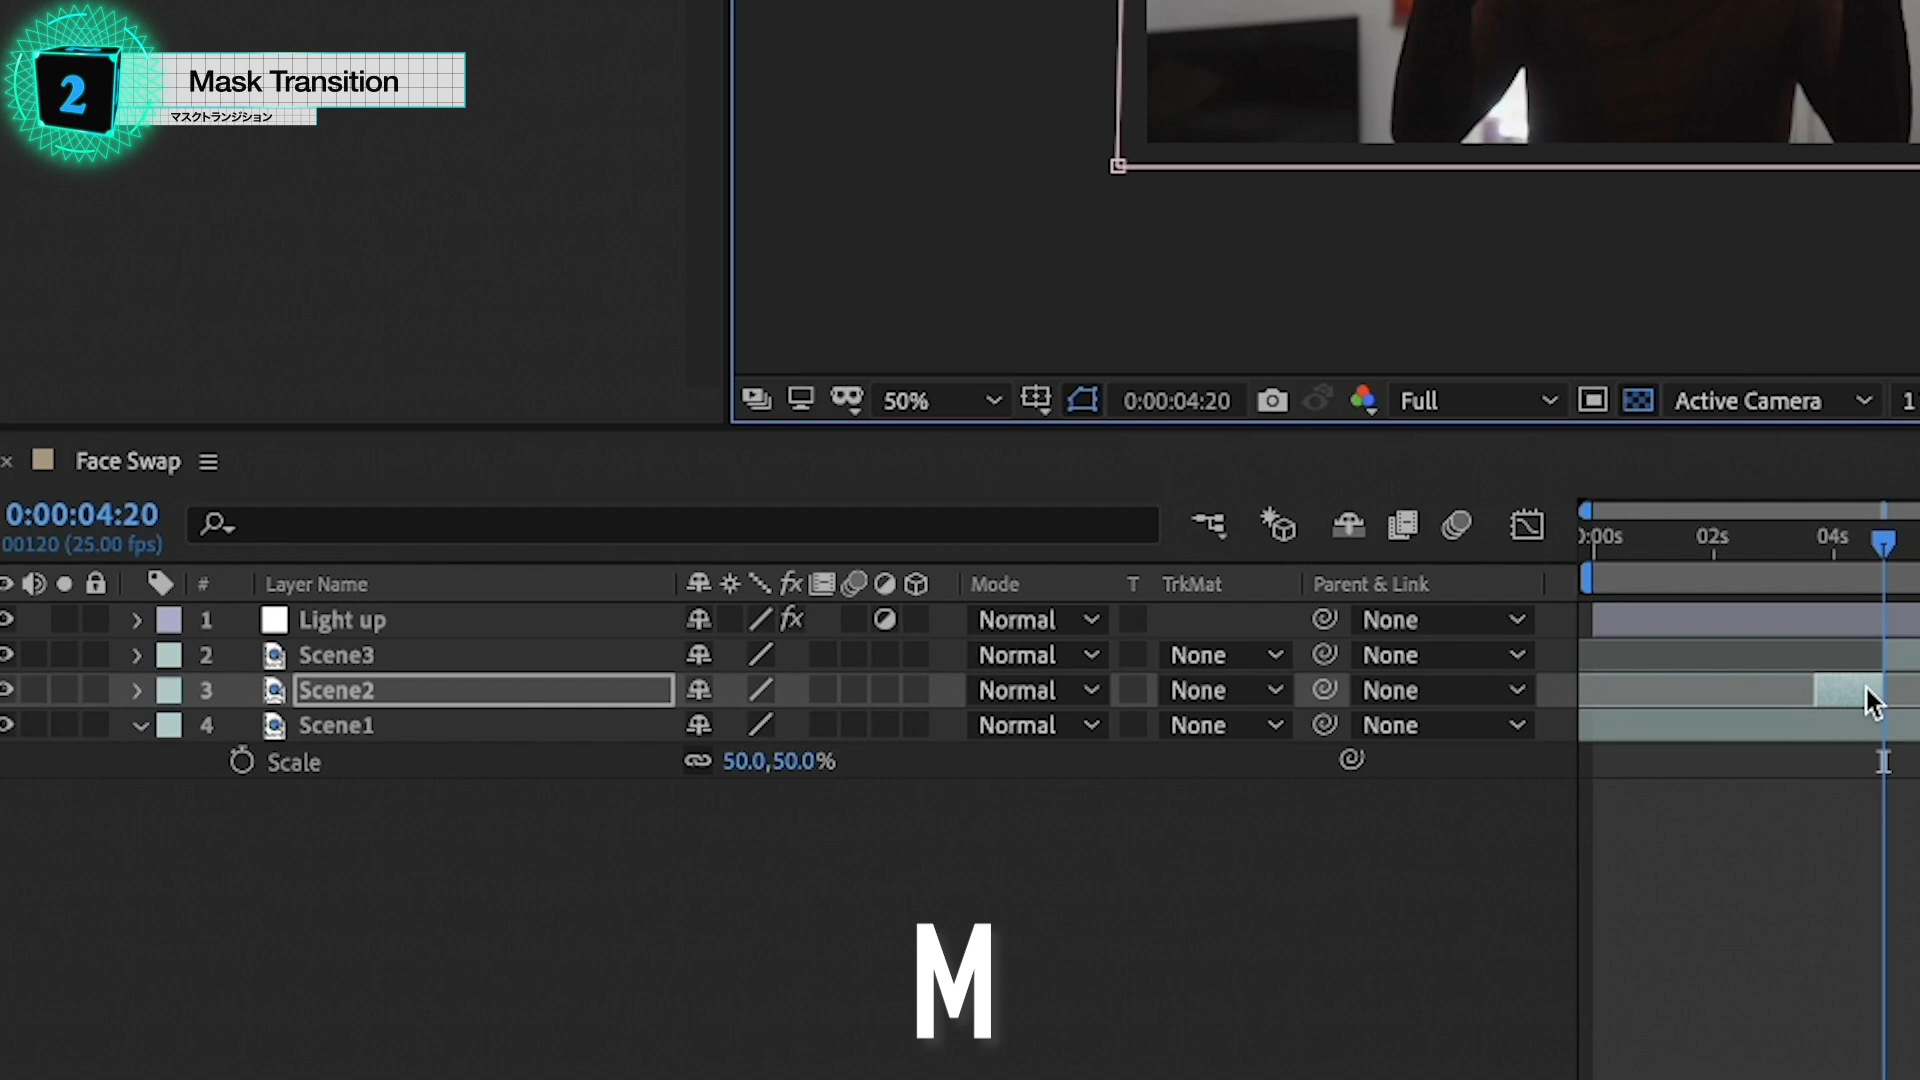 2
Mask Transition
マスクトランジション
50%
0:00:04:20
Full
Active Camera
1
Face Swap
0:00:04:20
00120 (25.00 fps)
:00s 02s 04s
# Layer Name fx Mode T TrkMat Parent & Link
1 Light up fx Normal None
2 Scene3 Normal None None
3 Scene2 Normal None None
4 Scene1 Normal None None
Scale 50.0,50.0%
M